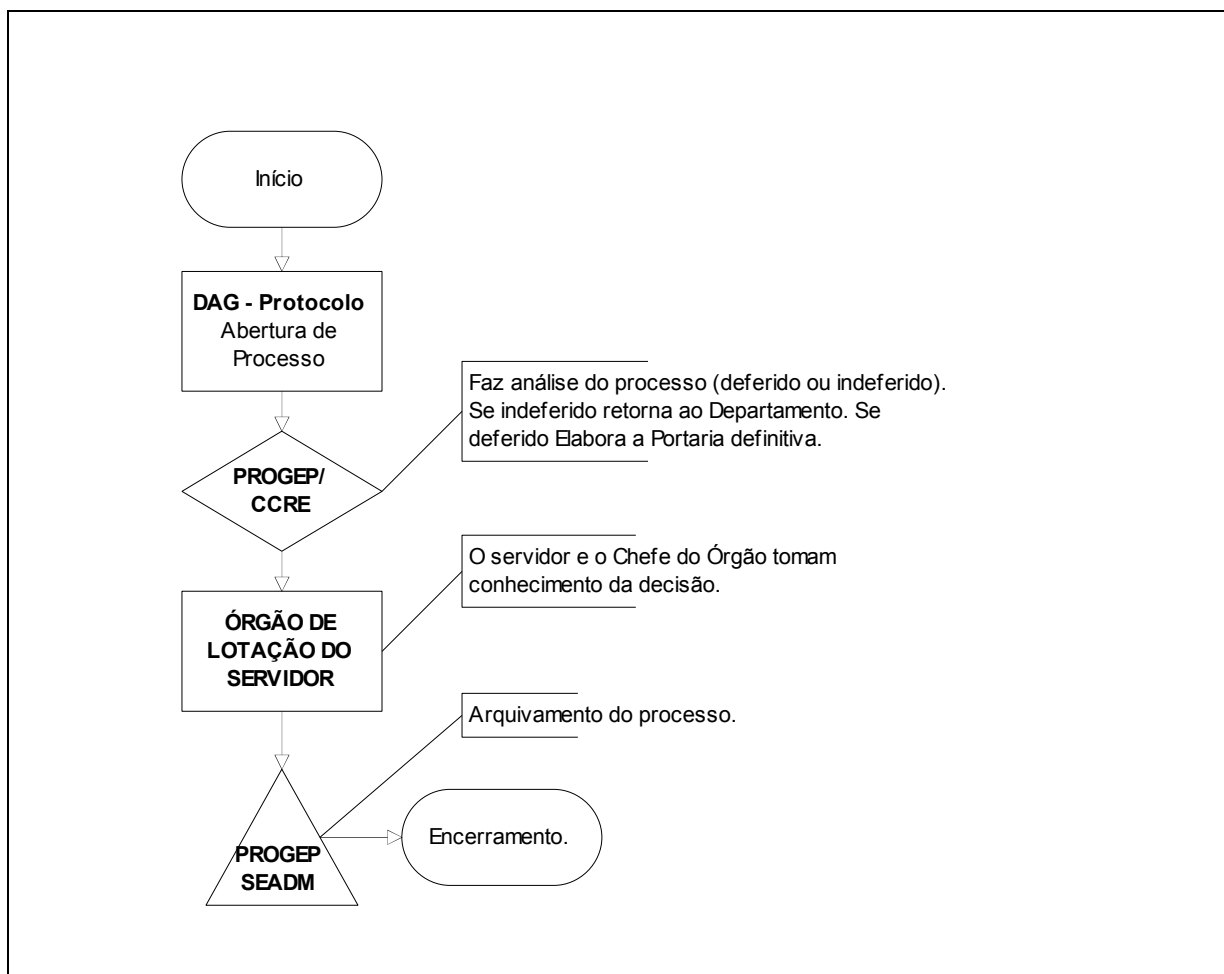 Início
DAG - Protocolo
Abertura de
Processo
Faz análise do processo (deferido ou indeferido).
Se indeferido retorna ao Departamento. Se
deferido Elabora a Portaria definitiva.
PROGEP/
CCRE
O servidor e o Chefe do Órgão tomam
conhecimento da decisão.
ÓRGÃO DE
LOTAÇÃO DO
SERVIDOR
Arquivamento do processo.
PROGEP
SEADM
Encerramento.